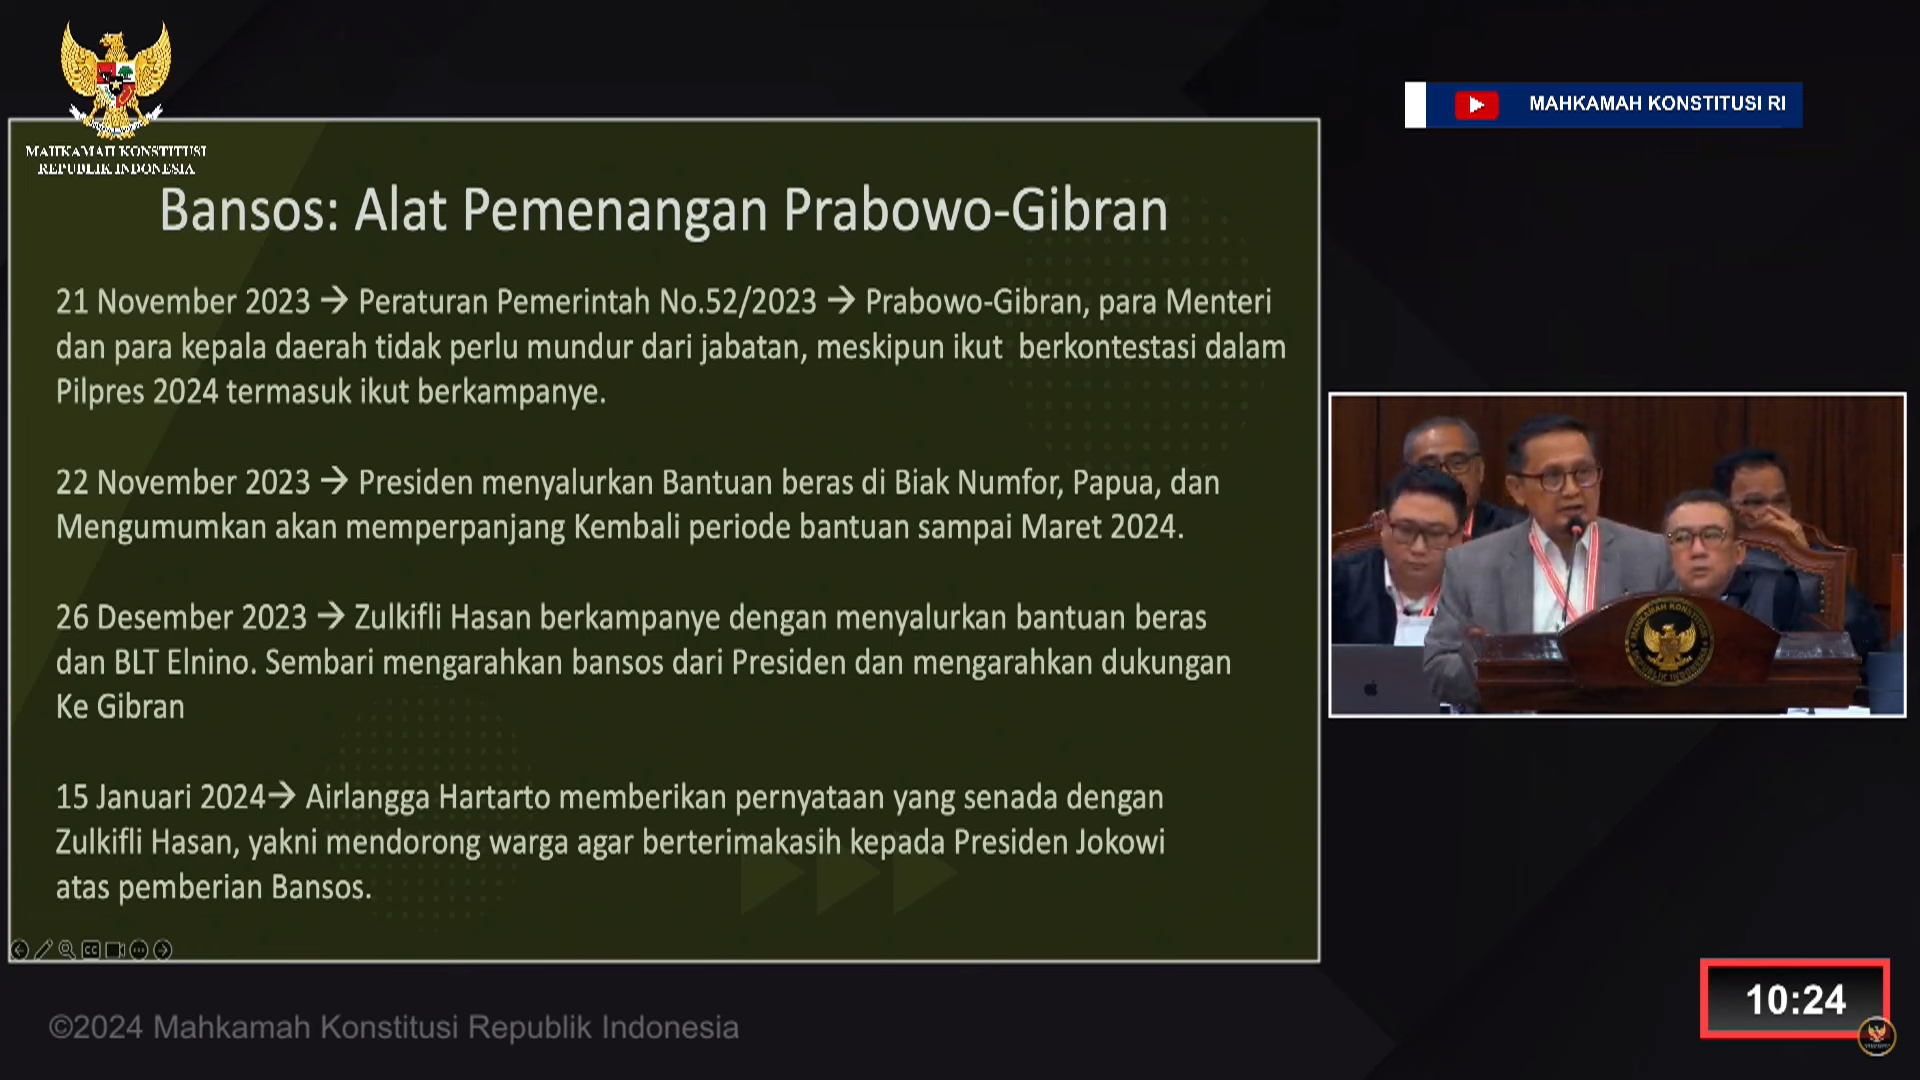 MAHKAMAH KONSTITUSI
REPUBLIK INDONESIA
MAHKAMAH KONSTITUSI RI
Bansos: Alat Pemenangan Prabowo-Gibran
21 November 2023 → Peraturan Pemerintah No.52/2023 → Prabowo-Gibran, para Menteri
dan para kepala daerah tidak perlu mundur dari jabatan, meskipun ikut berkontestasi dalam
Pilpres 2024 termasuk ikut berkampanye.
22 November 2023 → Presiden menyalurkan Bantuan beras di Biak Numfor, Papua, dan
Mengumumkan akan memperpanjang Kembali periode bantuan sampai Maret 2024.
26 Desember 2023 → Zulkifli Hasan berkampanye dengan menyalurkan bantuan beras
dan BLT Elnino. Sembari mengarahkan bansos dari Presiden dan mengarahkan dukungan
Ke Gibran
15 Januari 2024→ Airlangga Hartarto memberikan pernyataan yang senada dengan
Zulkifli Hasan, yakni mendorong warga agar berterimakasih kepada Presiden Jokowi
atas pemberian Bansos.
CC
MAHKAMAH KONSTITUSI
REPUBLIK INDONESIA
©2024 Mahkamah Konstitusi Republik Indonesia
10:24